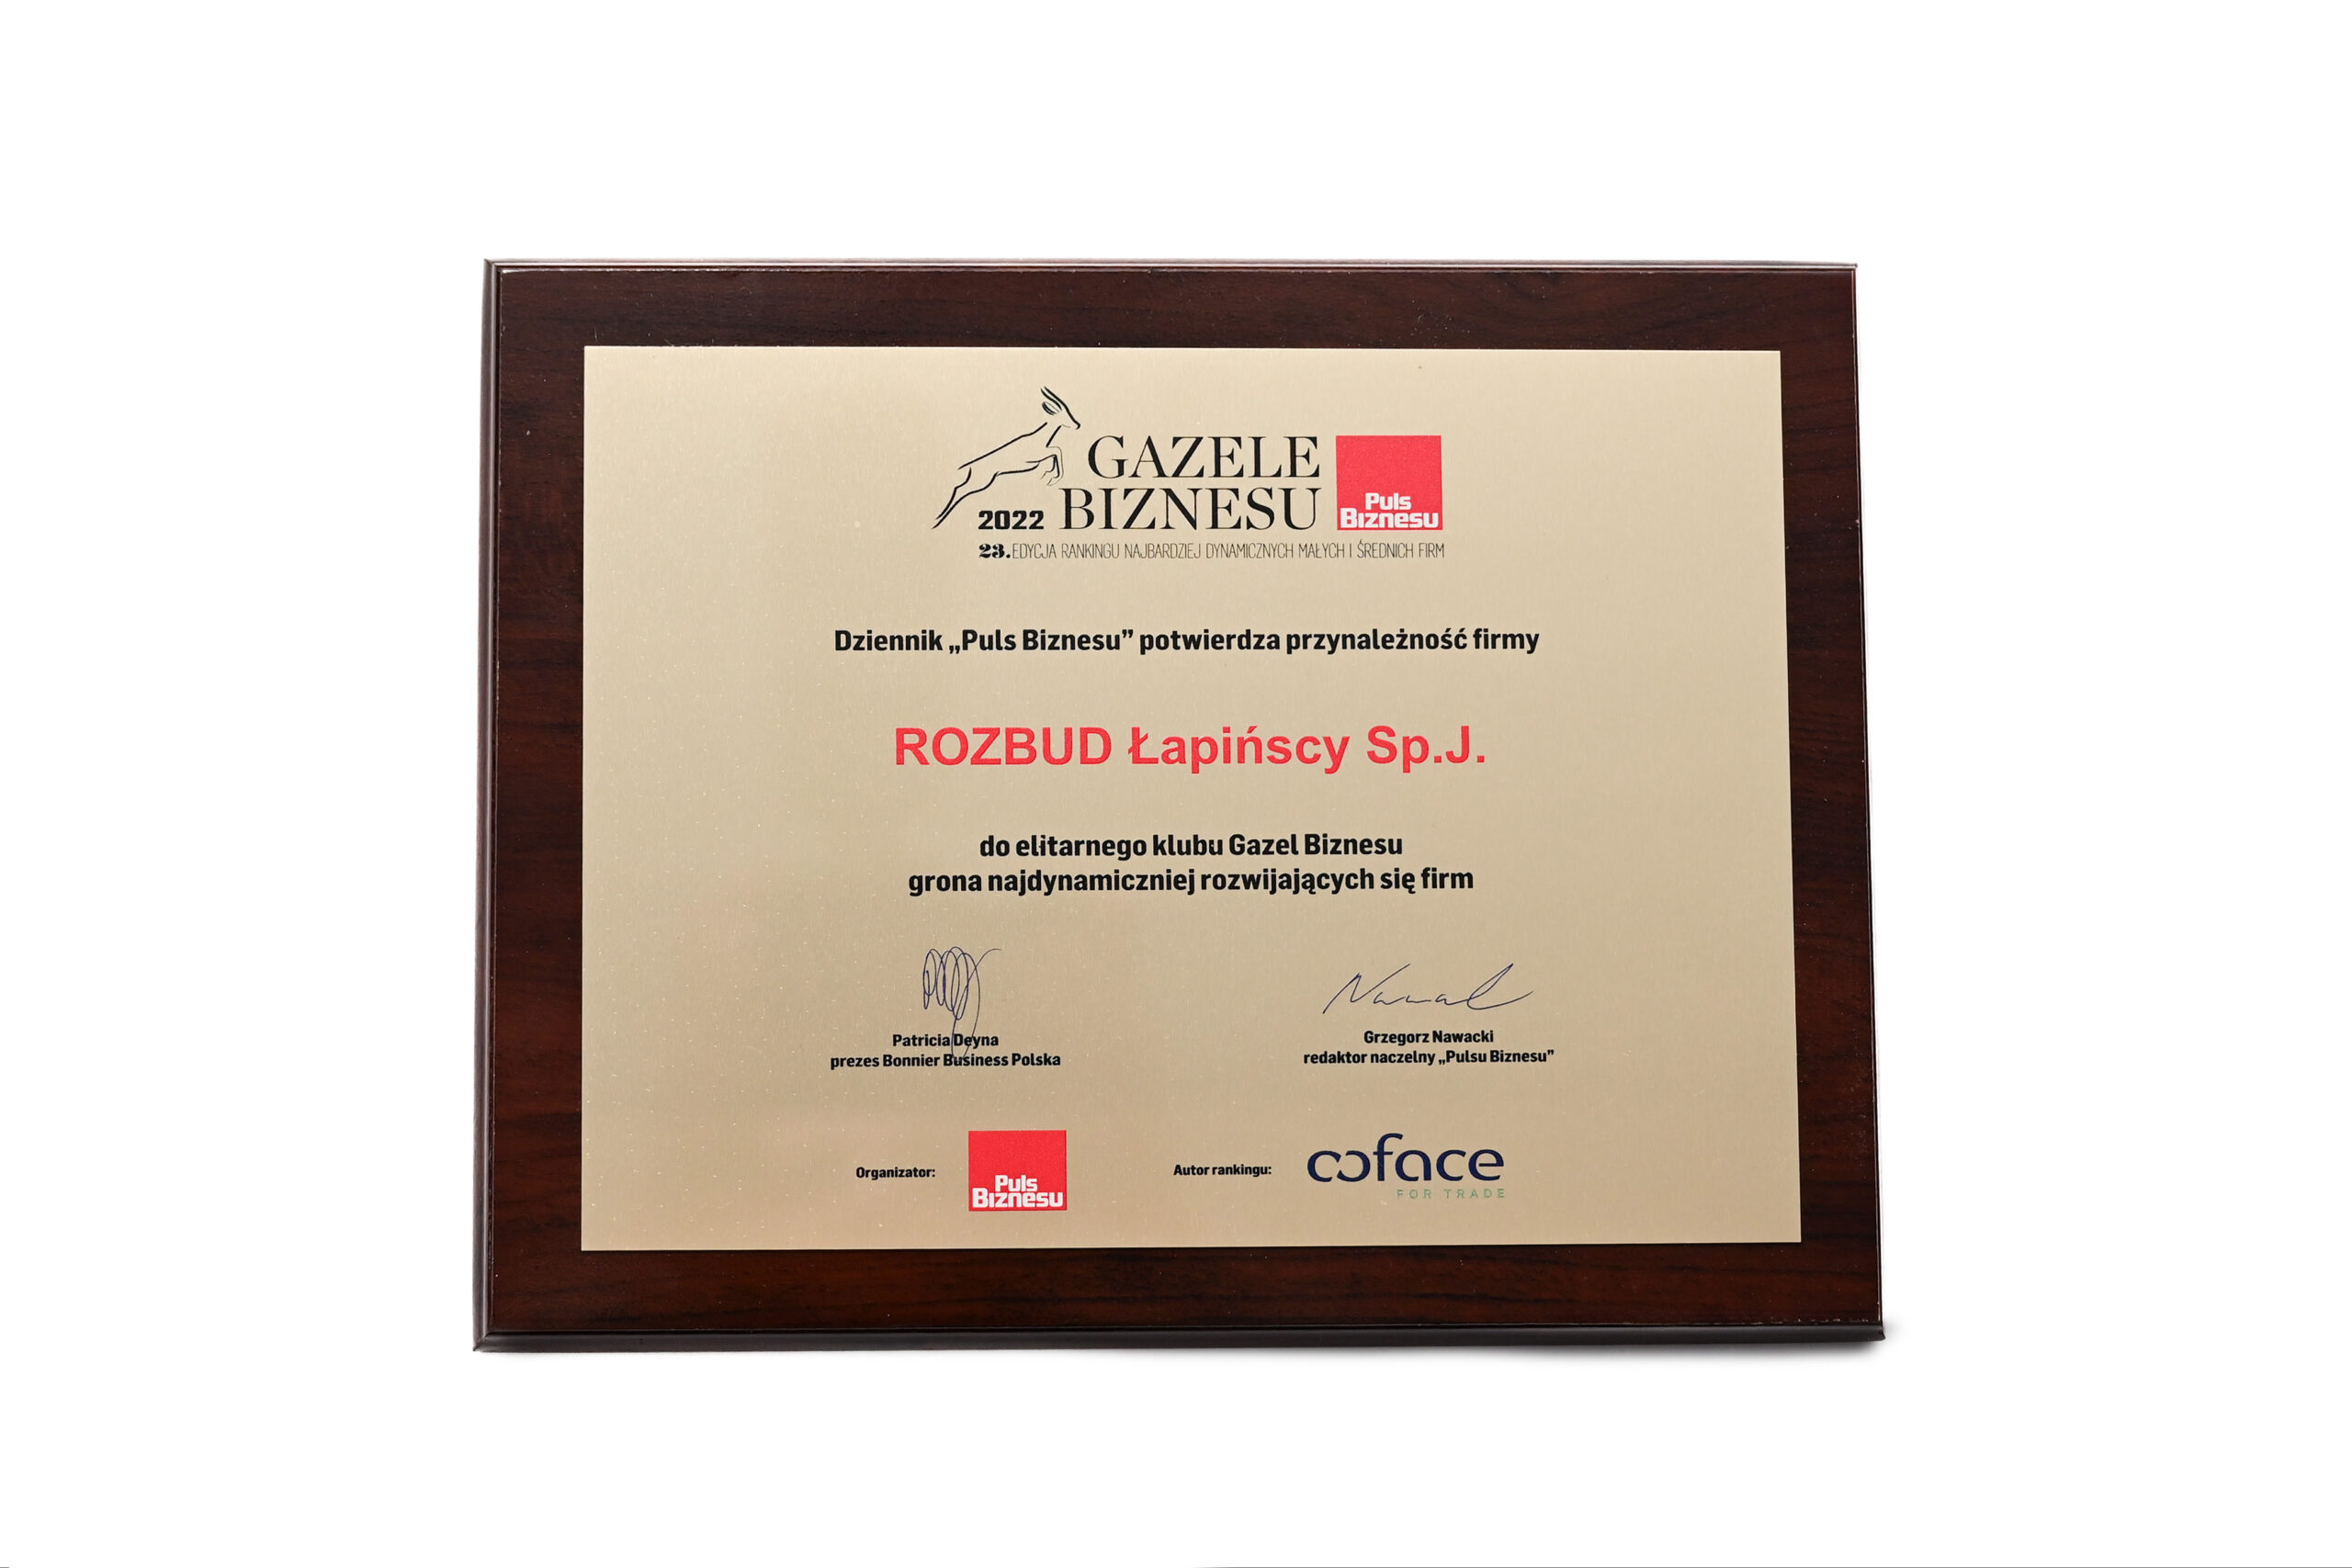 GAZELE
2022 BIZNESU
Puls
Biznesu
23. EDYCJA RANKINGU NAJBARDZIEJ DYNAMICZNYCH MAŁYCH I ŚREDNICH FIRM
Dziennik „Puls Biznesu” potwierdza przynależność firmy
ROZBUD Łapińscy Sp.J.
do elitarnego klubu Gazel Biznesu
grona najdynamiczniej rozwijających się firm
Patricia Deyna
prezes Bonnier Business Polska
Grzegorz Nawacki
redaktor naczelny „Pulsu Biznesu”
Organizator:
Puls
Biznesu
Autor rankingu:
coface
FOR TRADE